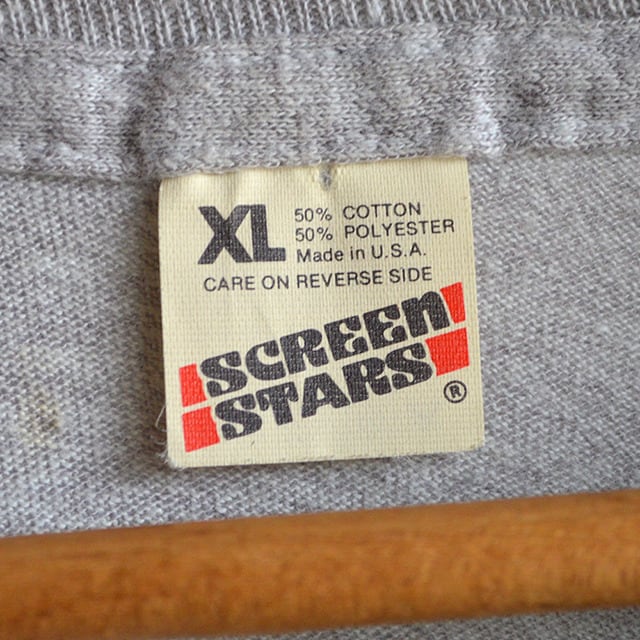 XL
50% COTTON
50% POLYESTER
Made in U.S.A.
CARE ON REVERSE SIDE
SCREEN
STARS
®